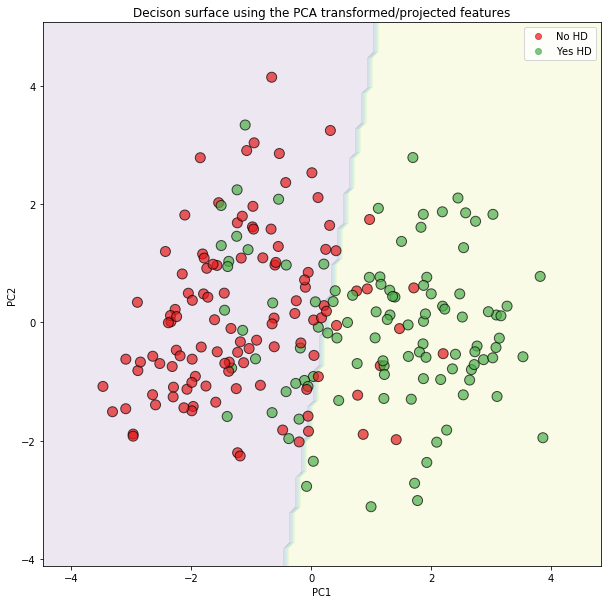 Decison surface using the PCA transformed/projected features
No HD
Yes HD
4
2
0
−2
−4
PC2
−4
−2
0
2
4
PC1